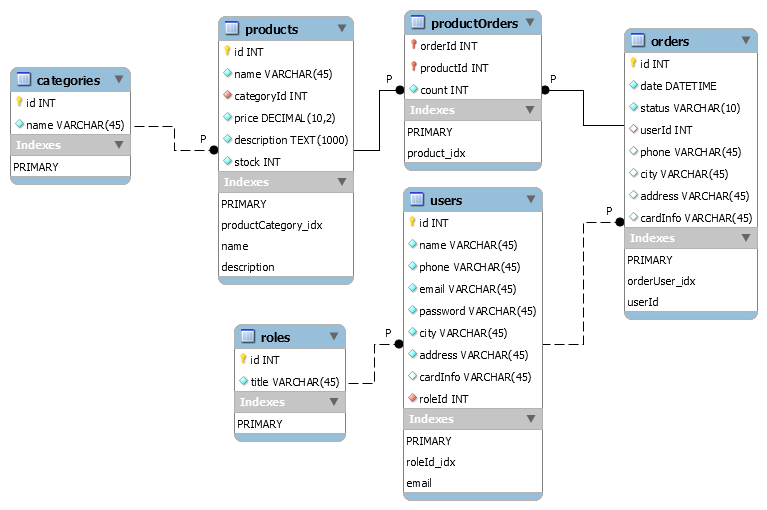 categories
id INT
name VARCHAR(45)
Indexes
PRIMARY
P
products
id INT
name VARCHAR(45)
categoryId INT
price DECIMAL(10,2)
description TEXT(1000)
stock INT
Indexes
PRIMARY
productCategory_idx
name
description
P
productOrders
orderId INT
productId INT
count INT
Indexes
PRIMARY
product_idx
P
orders
id INT
date DATETIME
status VARCHAR(10)
userId INT
phone VARCHAR(45)
city VARCHAR(45)
address VARCHAR(45)
cardInfo VARCHAR(45)
Indexes
PRIMARY
orderUser_idx
userId
P
roles
id INT
title VARCHAR(45)
Indexes
PRIMARY
P
users
id INT
name VARCHAR(45)
phone VARCHAR(45)
email VARCHAR(45)
password VARCHAR(45)
city VARCHAR(45)
address VARCHAR(45)
cardInfo VARCHAR(45)
roleId INT
Indexes
PRIMARY
roleId_idx
email